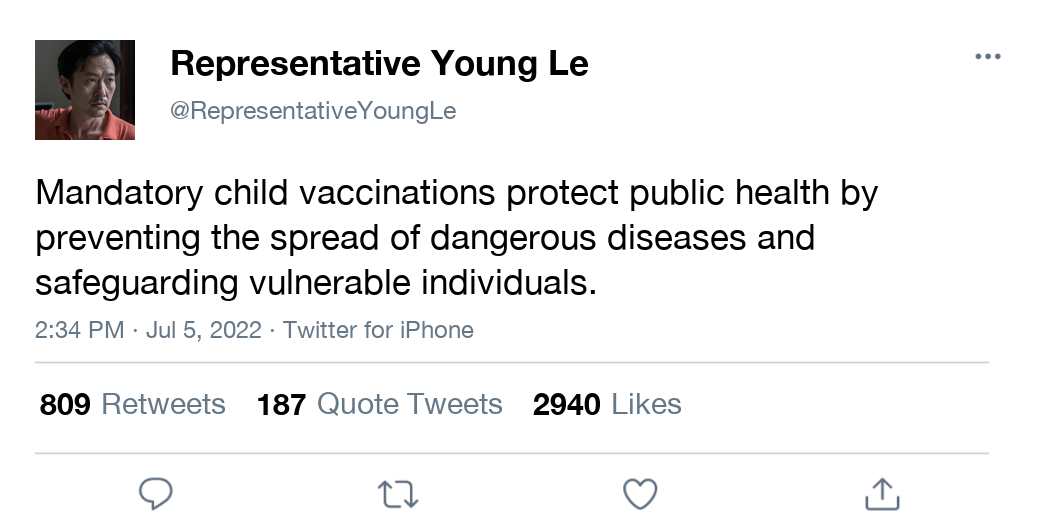 Representative Young Le
@RepresentativeYoungLe
Mandatory child vaccinations protect public health by
preventing the spread of dangerous diseases and
safeguarding vulnerable individuals.
2:34 PM · Jul 5, 2022 · Twitter for iPhone
809 Retweets 187 Quote Tweets 2940 Likes